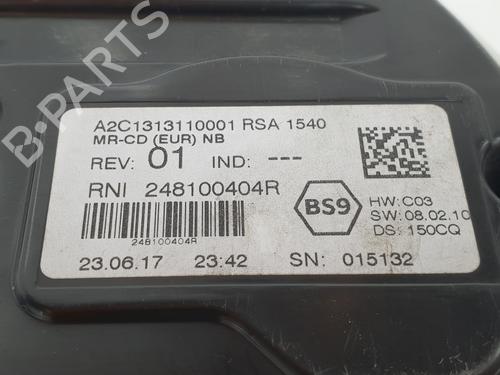 A2C1313110001 RSA 1540
MR-CD (EUR) NB
REV: 01 IND: ---
RNI 248100404R
BS9
HW:C03
SW:08.02.10
DS:150CQ
248100404R
23.06.17 23:42 SN: 015132